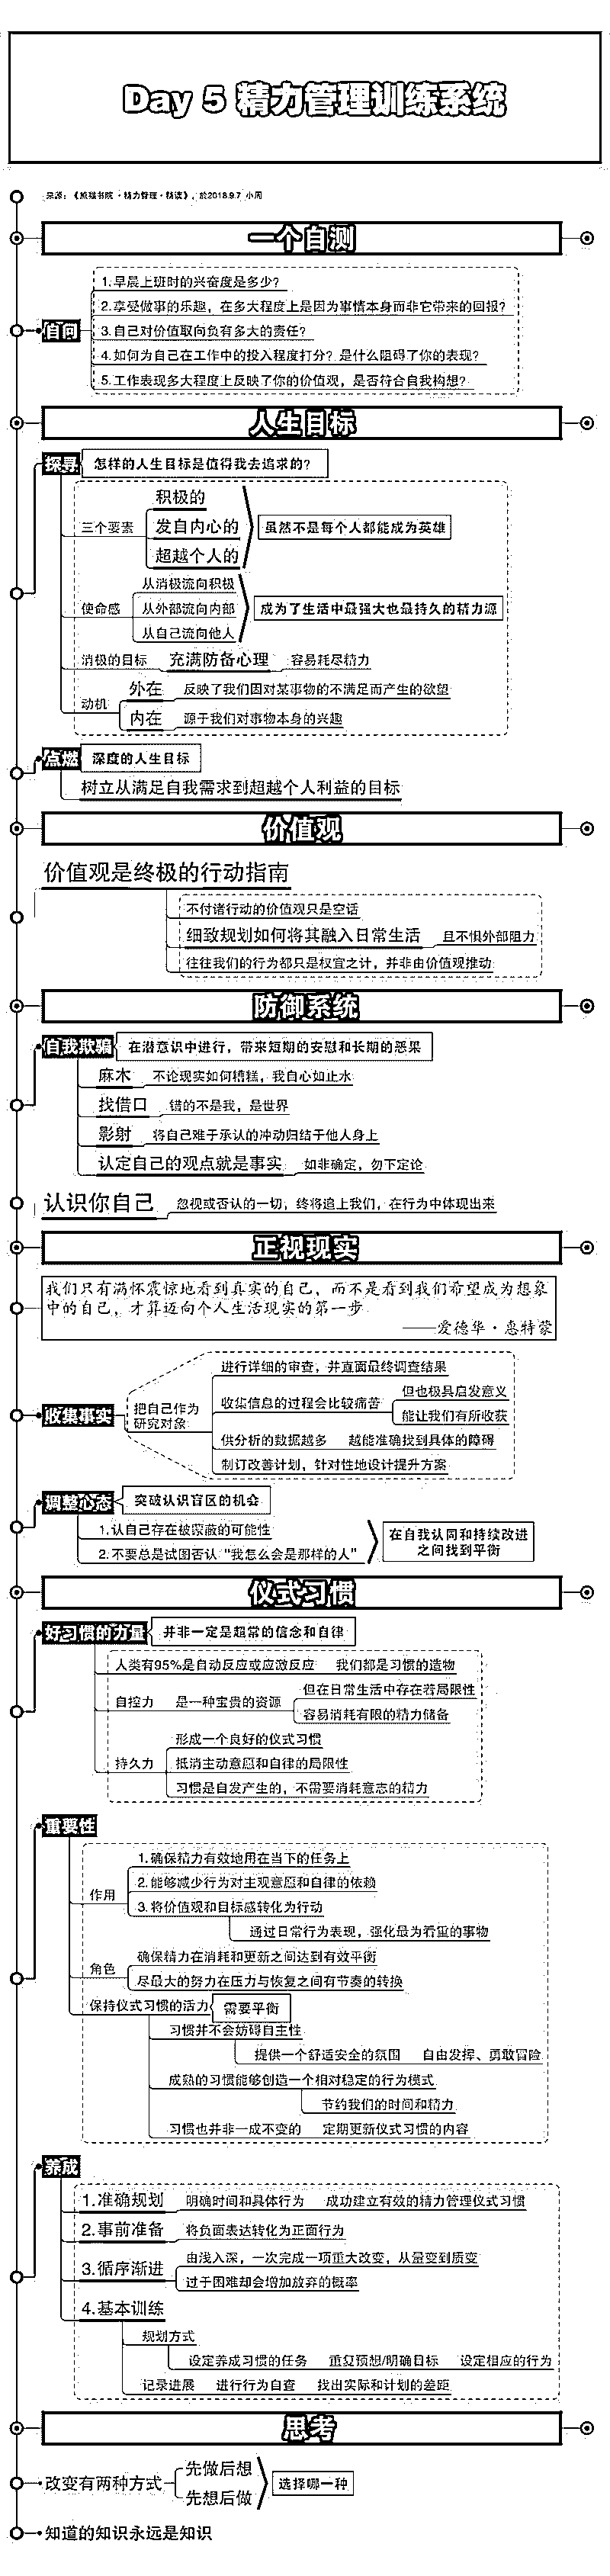 Day 5 精力管理训练系统
来源：《熊猫书院·精力管理·精读》，於2018.9.7 小周
一个自测
自问
1.早晨上班时的兴奋度是多少？
2.享受做事的乐趣，在多大程度上是因为事情本身而非它带来的回报？
3.自己对价值取向负有多大的责任？
4.如何为自己在工作中的投入程度打分？是什么阻碍了你的表现？
5.工作表现多大程度上反映了你的价值观，是否符合自我构想？
人生目标
探寻 怎样的人生目标是值得我去追求的？
三个要素
积极的
发自内心的
超越个人的
虽然不是每个人都能成为英雄
使命感
从消极流向积极
从外部流向内部
从自己流向他人
成为了生活中最强大也最持久的精力源
消极的目标 充满防备心理 容易耗尽精力
动机
外在 反映了我们因对某事物的不满足而产生的欲望
内在 源于我们对事物本身的兴趣
点燃 深度的人生目标
树立从满足自我需求到超越个人利益的目标
价值观
价值观是终极的行动指南
不付诸行动的价值观只是空话
细致规划如何将其融入日常生活 且不惧外部阻力
往往我们的行为都只是权宜之计，并非由价值观推动
防御系统
自我欺骗 在潜意识中进行，带来短期的安慰和长期的恶果
麻木 不论现实如何糟糕，我自心如止水
找借口 错的不是我，是世界
影射 将自己难于承认的冲动归结于他人身上
认定自己的观点就是事实 如非确定，勿下定论
认识你自己 忽视或否认的一切，终将追上我们，在行为中体现出来
正视现实
我们只有满怀震惊地看到真实的自己，而不是看到我们希望成为想象
中的自己，才算迈向个人生活现实的第一步
——爱德华·惠特蒙
收集事实
把自己作为
研究对象
进行详细的审查，并直面最终调查结果
收集信息的过程会比较痛苦
但也极具启发意义
能让我们有所收获
供分析的数据越多 越能准确找到具体的障碍
制订改善计划，针对性地设计提升方案
调整心态 突破认识盲区的机会
1.认自己存在被蒙蔽的可能性
2.不要总是试图否认“我怎么会是那样的人”
在自我认同和持续改进
之间找到平衡
仪式习惯
好习惯的力量 并非一定是超常的信念和自律
人类有95%是自动反应或应激反应 我们都是习惯的造物
自控力 是一种宝贵的资源
但在日常生活中存在着局限性
容易消耗有限的精力储备
持久力
形成一个良好的仪式习惯
抵消主动意愿和自律的局限性
习惯是自发产生的，不需要消耗意志的精力
重要性
作用
1.确保精力有效地用在当下的任务上
2.能够减少行为对主观意愿和自律的依赖
3.将价值观和目标感转化为行动
通过日常行为表现，强化最为看重的事物
角色
确保精力在消耗和更新之间达到有效平衡
尽最大的努力在压力与恢复之间有节奏的转换
保持仪式习惯的活力 需要平衡
习惯并不会妨碍自主性
提供一个舒适安全的氛围 自由发挥、勇敢冒险
成熟的习惯能够创造一个相对稳定的行为模式
节约我们的时间和精力
习惯也并非一成不变的 定期更新仪式习惯的内容
养成
1.准确规划 明确时间和具体行为 成功建立有效的精力管理仪式习惯
2.事前准备 将负面表达转化为正面行为
3.循序渐进
由浅入深，一次完成一项重大改变，从量变到质变
过于困难却会增加放弃的概率
4.基本训练
规划方式
设定养成习惯的任务 重复预想/明确目标 设定相应的行为
记录进展 进行行为自查 找出实际和计划的差距
思考
改变有两种方式
先做后想
先想后做
选择哪一种
知道的知识永远是知识